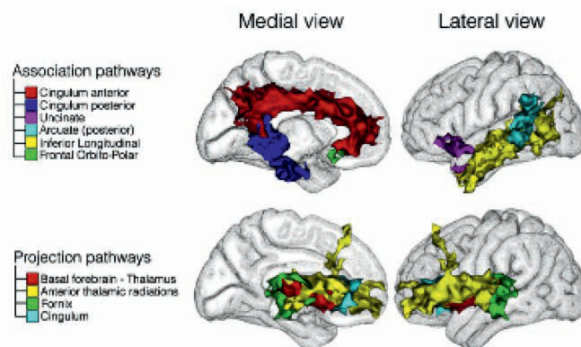 Medial view
Lateral view
Association pathways
Cingulum anterior
Cingulum posterior
Uncinate
Arcuate (posterior)
Inferior Longitudinal
Frontal Orbito-Polar
Projection pathways
Basal forebrain - Thalamus
Anterior thalamic radiations
Fornix
Cingulum